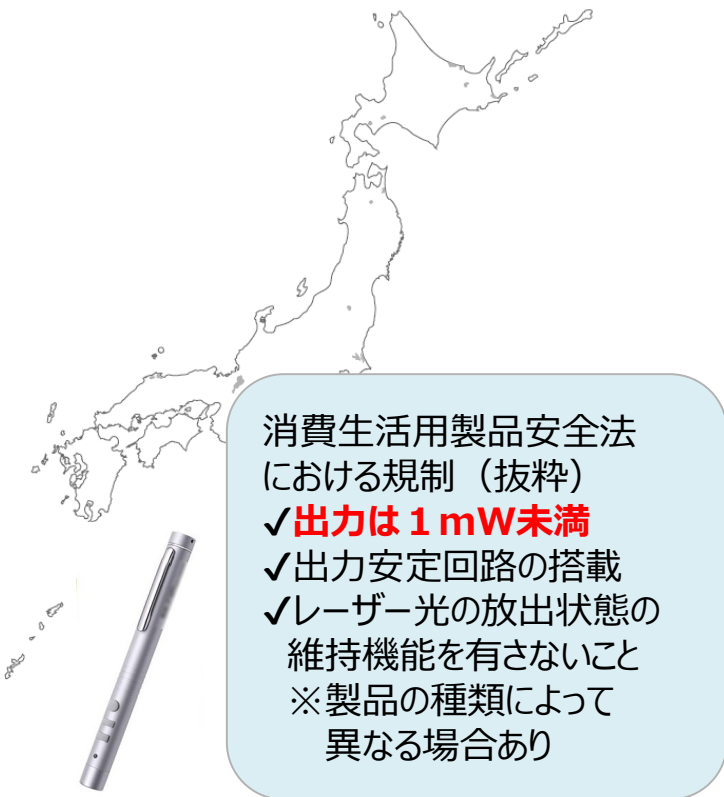 消費生活用製品安全法
における規制（抜粋）
✓出力は１mW未満
✓出力安定回路の搭載
✓レーザー光の放出状態の
維持機能を有さないこと
※製品の種類によって
異なる場合あり